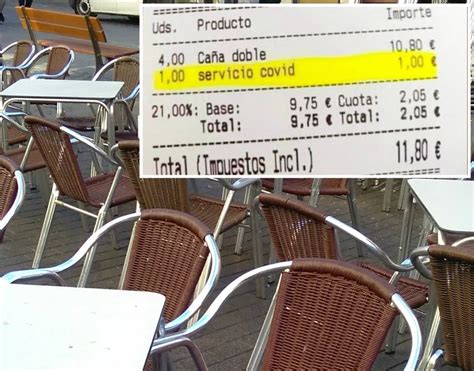 Uds. Producto Importe
4,00 Caña doble 10,80 €
1,00 servicio covid 1,00 €
21,00%: Base: 9,75 € Cuota: 2,05 €
Total: 9,75 € Total: 2,05 €
Total (Impuestos Incl.) 11,80 €